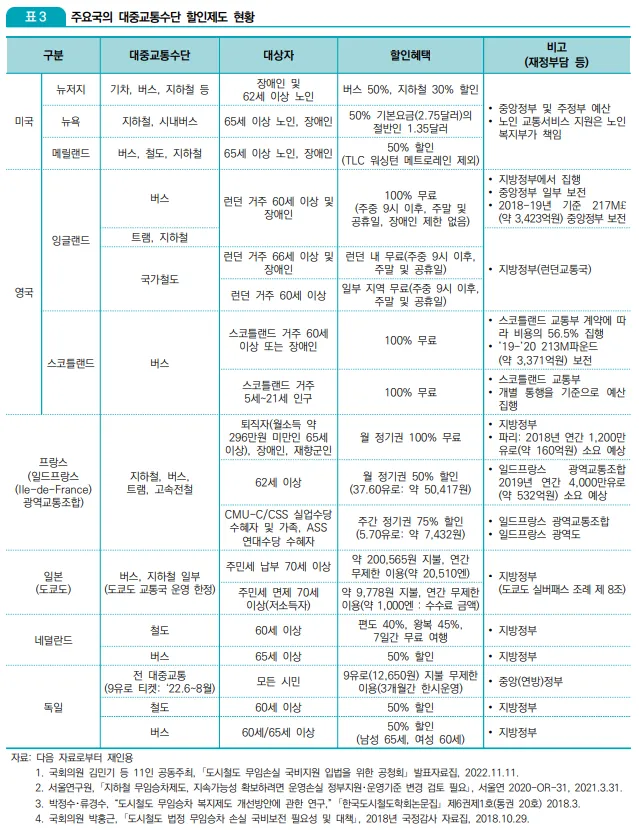 표 3 주요국의 대중교통수단 할인제도 현황
구분
대중교통수단
대상자
할인혜택
비고
(재정부담 등)
미국
뉴저지
기차, 버스, 지하철 등
장애인 및
62세 이상 노인
버스 50%, 지하철 30% 할인
• 중앙정부 및 주정부 예산
• 노인 교통서비스 지원은 노인
복지부가 책임
뉴욕
지하철, 시내버스
65세 이상 노인, 장애인
50% 기본요금(2.75달러)의
절반인 1.35달러
메릴랜드
버스, 철도, 지하철
65세 이상 노인, 장애인
50% 할인
(TLC 워싱턴 메트로레인 제외)
영국
잉글랜드
버스
런던 거주 60세 이상 및
장애인
100% 무료
(주중 9시 이후, 주말 및
공휴일, 장애인 제한 없음)
• 지방정부에서 집행
• 중앙정부 일부 보전
• 2018-19년 기준 217M£
(약 3,423억원) 중앙정부 보전
트램, 지하철
국가철도
런던 거주 66세 이상 및
장애인
런던 내 무료(주중 9시 이후,
주말 및 공휴일)
• 지방정부(런던교통국)
런던 거주 60세 이상
일부 지역 무료(주중 9시 이후,
주말 및 공휴일)
스코틀랜드
버스
스코틀랜드 거주 60세
이상 또는 장애인
100% 무료
• 스코틀랜드 교통부 계약에 따
라 비용의 56.5% 집행
• '19-'20 213M파운드
(약 3,371억원) 보전
스코틀랜드 거주
5세~21세 인구
100% 무료
• 스코틀랜드 교통부
• 개별 통행을 기준으로 예산
집행
프랑스
(일드프랑스
(Ile-de-France)
광역교통조합)
지하철, 버스,
트램, 고속전철
퇴직자(월소득 약
296만원 미만인 65세
이상), 장애인, 재향군인
월 정기권 100% 무료
• 지방정부
• 파리: 2018년 연간 1,200만
유로(약 160억원) 소요 예상
62세 이상
월 정기권 50% 할인
(37.60유로: 약 50,417원)
• 일드프랑스 광역교통조합
2019년 연간 4,000만유로
(약 532억원) 소요 예상
CMU-C/CSS 실업수당
수혜자 및 가족, ASS
연대수당 수혜자
주간 정기권 75% 할인
(5.70유로: 약 7,432원)
• 일드프랑스 광역교통조합
• 일드프랑스 광역도
일본
(도쿄도)
버스, 지하철 일부
(도쿄도 교통국 운영 한정)
주민세 납부 70세 이상
약 200,565원 지불, 연간
무제한 이용(약 20,510엔)
• 지방정부
(도쿄도 실버패스 조례 제 8조)
주민세 면제 70세
이상(저소득자)
약 9,778원 지불, 연간 무제한
이용(약 1,000엔 : 수수료 금액)
네덜란드
철도
60세 이상
편도 40%, 왕복 45%,
7일간 무료 여행
• 지방정부
버스
65세 이상
50% 할인
• 지방정부
독일
전 대중교통
(9유로 티켓: '22.6~8월)
모든 시민
9유로(12,650원) 지불 무제한
이용(3개월간 한시운영)
• 중앙(연방)정부
철도
60세 이상
50% 할인
• 지방정부
버스
60세/65세 이상
50% 할인
(남성 65세, 여성 60세)
• 지방정부
자료: 다음 자료로부터 재인용
1. 국회의원 김민기 등 11인 공동주최, 「도시철도 무임손실 국비지원 입법을 위한 공청회」 발표자료집, 2022.11.11.
2. 서울연구원, 「지하철 무임승차제도, 지속가능성 확보하려면 운영손실 정부지원·운영기준 변경 검토 필요」, 서울연 2020-OR-31, 2021.3.31.
3. 박정수·류경수, "도시철도 무임승차 복지제도 개선방안에 관한 연구," 「한국도시철도학회논문집」 제6권제1호(통권 20호) 2018.3.
4. 국회의원 박홍근, 「도시철도 법정 무임승차 손실 국비보전 필요성 및 대책」, 2018년 국정감사 자료집, 2018.10.29.